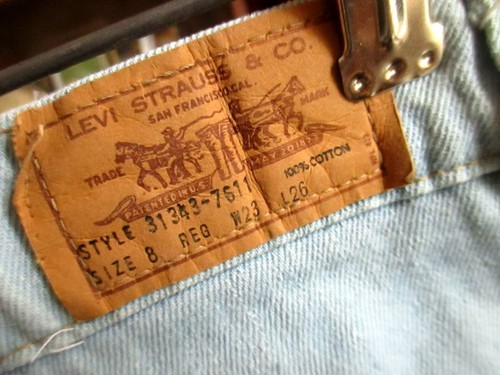 LEVI STRAUSS & CO.
SAN FRANCISCO, CAL.
TRADE MARK
PATENTED IN U.S. MAY 20 1873
100% COTTON
STYLE 31343-7611
SIZE 8 REG W23 L26